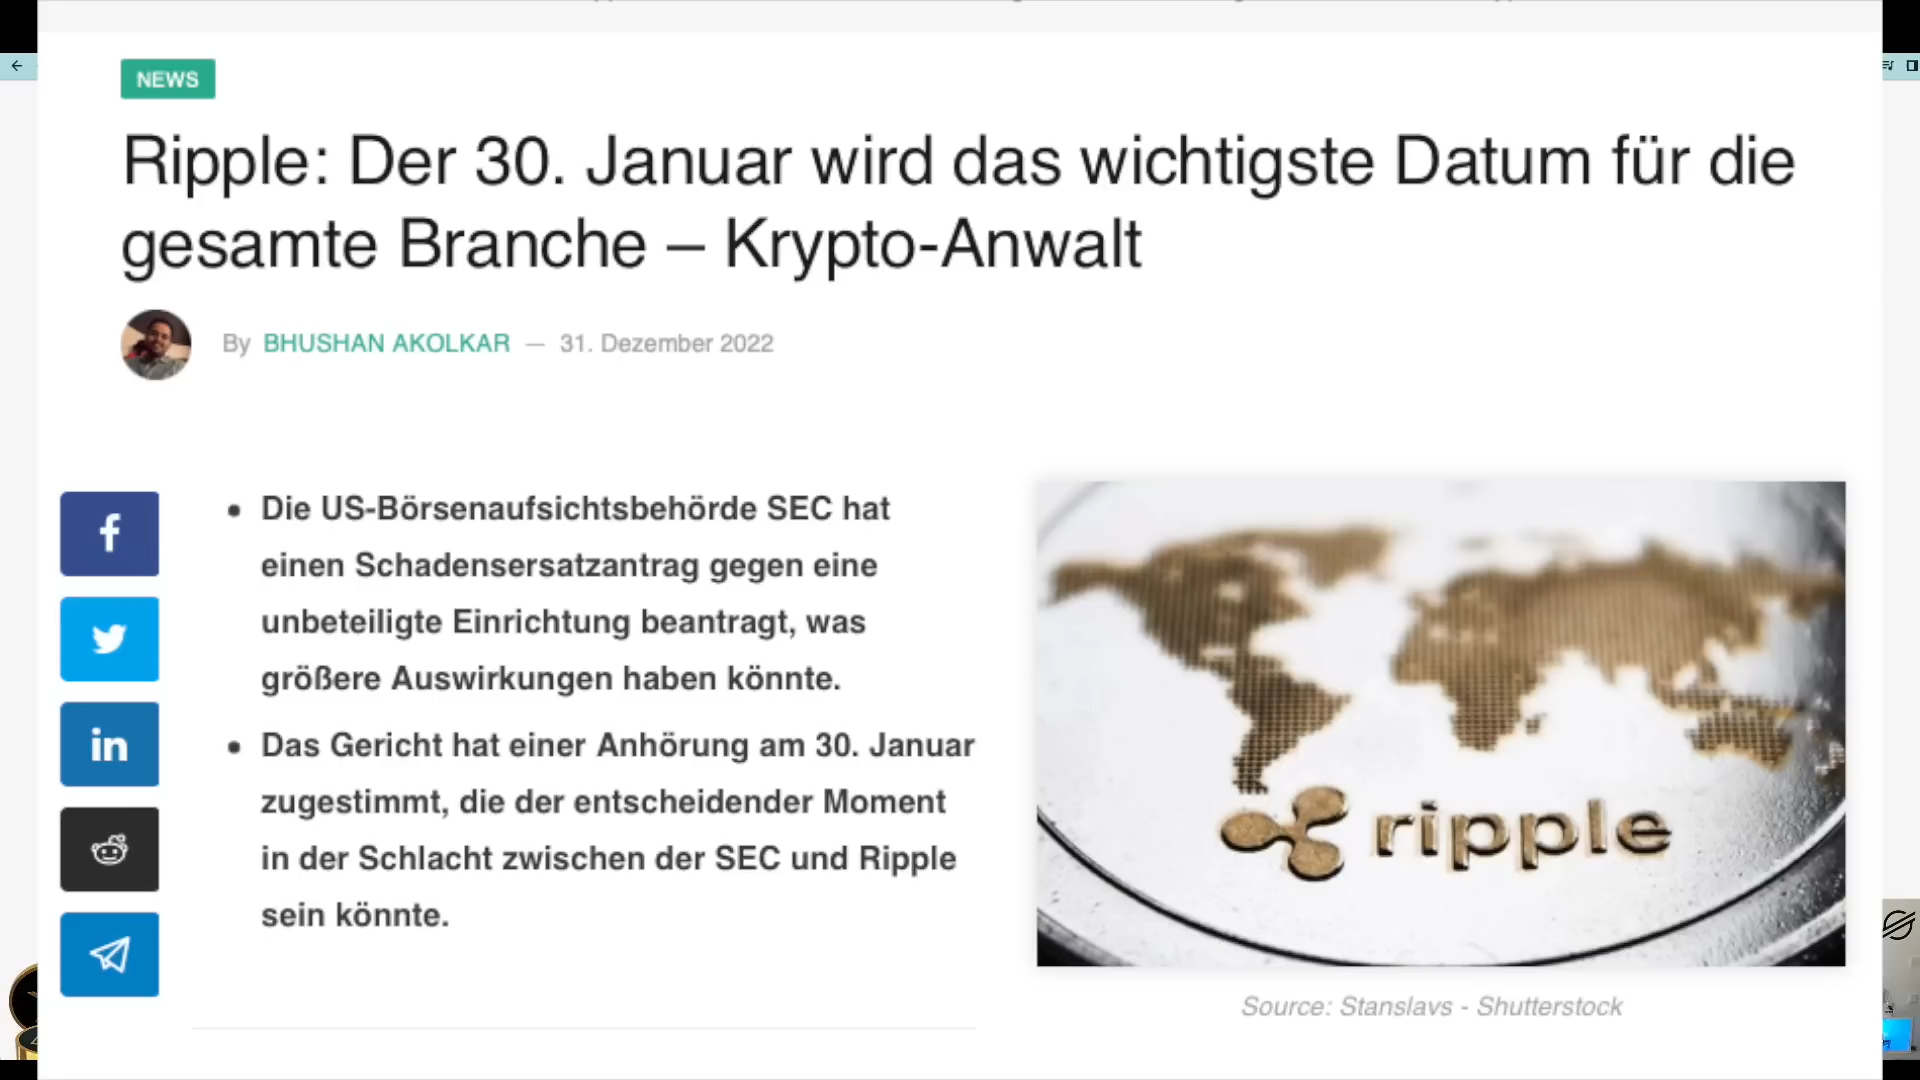 NEWS
Ripple: Der 30. Januar wird das wichtigste Datum für die
gesamte Branche – Krypto-Anwalt
By BHUSHAN AKOLKAR — 31. Dezember 2022
Die US-Börsenaufsichtsbehörde SEC hat
einen Schadensersatzantrag gegen eine
unbeteiligte Einrichtung beantragt, was
größere Auswirkungen haben könnte.
Das Gericht hat einer Anhörung am 30. Januar
zugestimmt, die der entscheidender Moment
in der Schlacht zwischen der SEC und Ripple
sein könnte.
ripple
Source: Stanslavs - Shutterstock